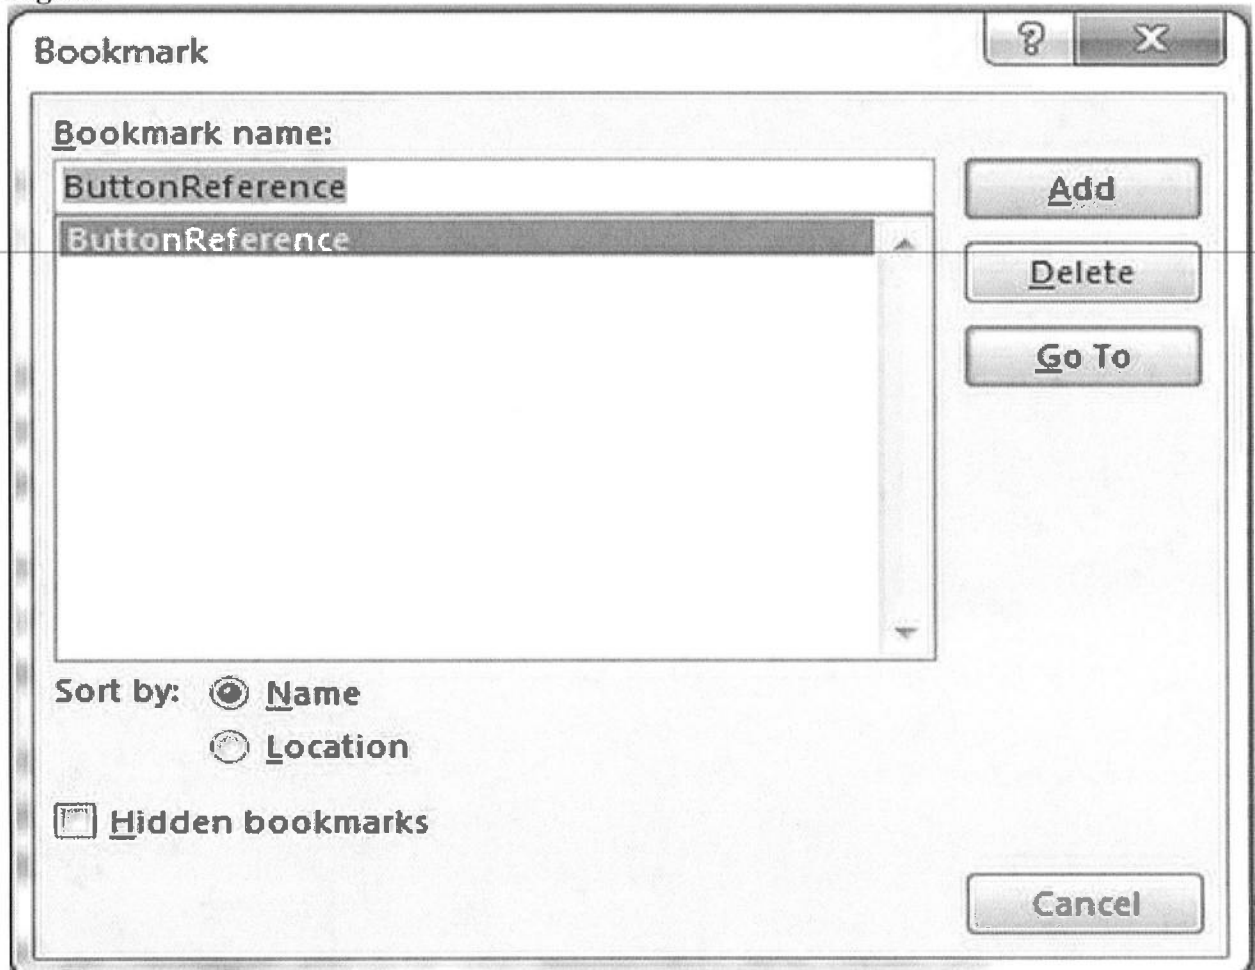 Bookmark
?
Bookmark name:
ButtonReference
Add
ButtonReference
Delete
Go To
Sort by: Name
Location
Hidden bookmarks
Cancel